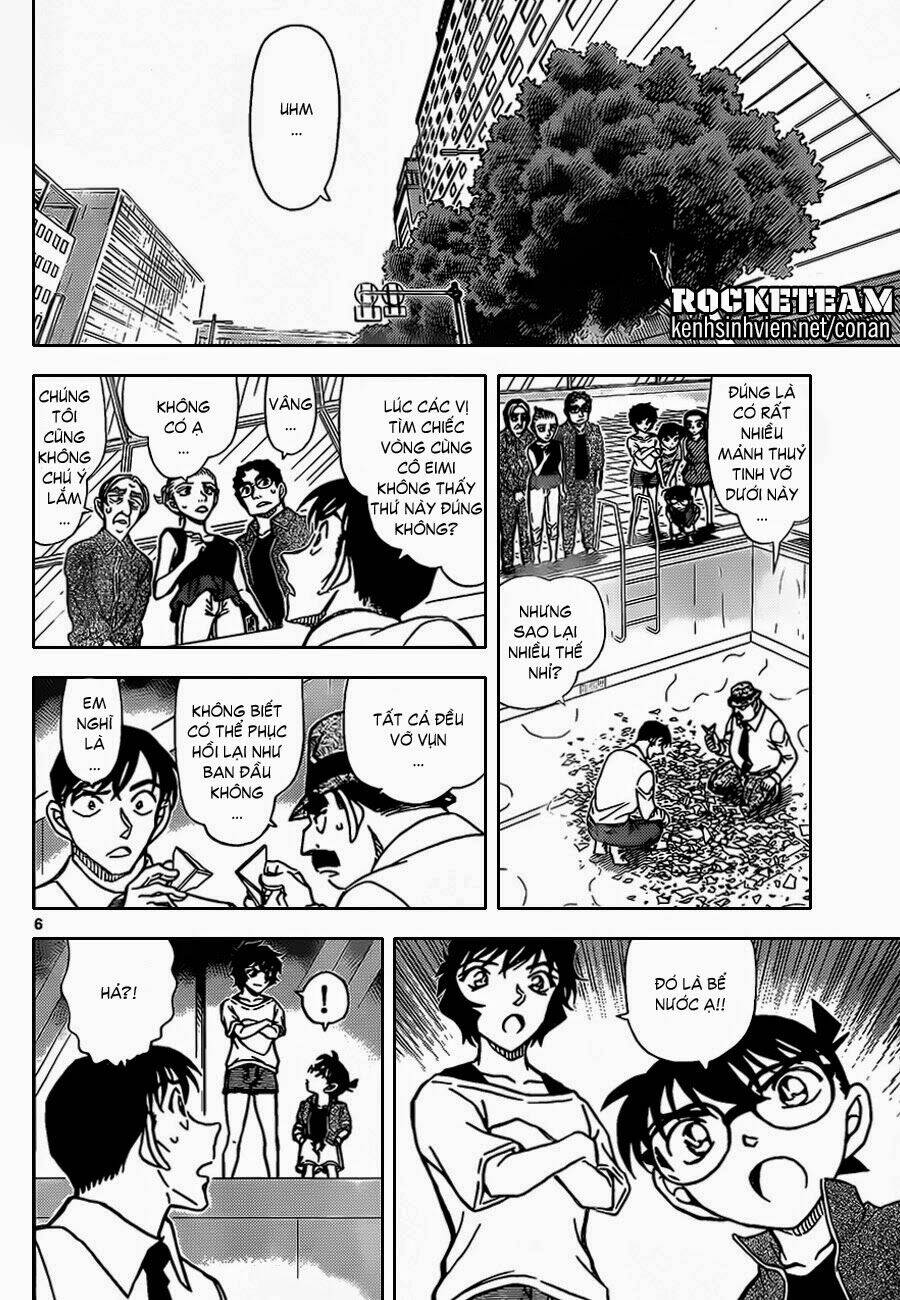 UHM
...
ROCKETEAM
kenhsinhvien.net/conan
ĐÚNG LÀ
CÓ RẤT
NHIỀU
MẢNH THUỶ
TINH VỠ
DƯỚI NÀY
...
NHƯNG
SAO LẠI
NHIỀU THẾ
NHỈ?
LÚC CÁC VỊ
TÌM CHIẾC
VÒNG CÙNG
CÔ EIMI
KHÔNG THẤY
THỨ NÀY ĐÚNG
KHÔNG?
VÂNG
...
KHÔNG
CÓ Ạ
...
CHÚNG
TÔI
CŨNG
KHÔNG
CHÚ Ý
LẮM
...
TẤT CẢ ĐỀU
VỠ VỤN
...
KHÔNG BIẾT
CÓ THỂ PHỤC
HỒI LẠI NHƯ
BAN ĐẦU
KHÔNG
EM
NGHĨ LÀ
...
6
ĐÓ LÀ BỂ
NƯỚC Ạ!!
!
HẢ?!